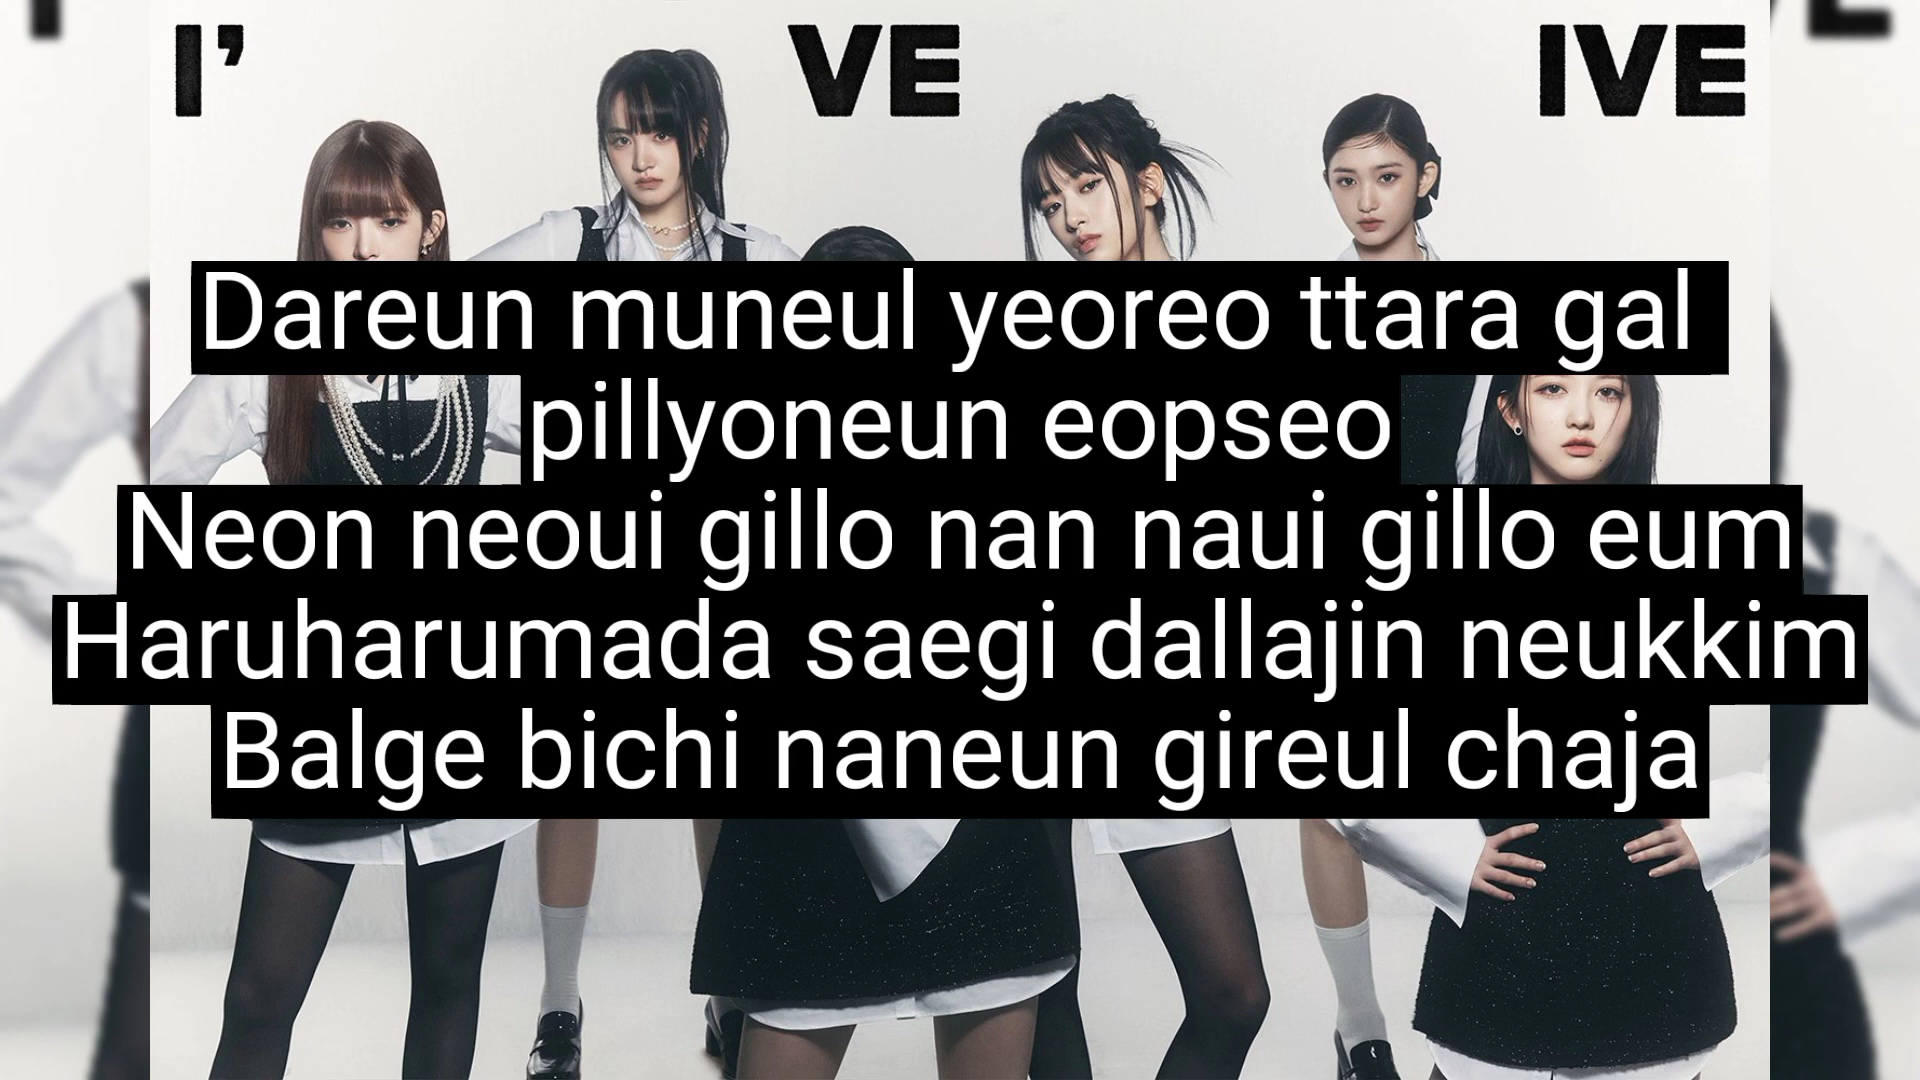 I' VE IVE
Dareun muneul yeoreo ttara gal
pillyoneun eopseo
Neon neoui gillo nan naui gillo eum
Haruharumada saegi dallajin neukkim
Balge bichi naneun gireul chaja